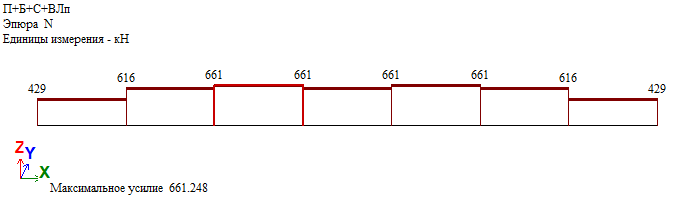 П+Б+С+ВЛп
Эпюра N
Единицы измерения - кН
429 616 661 661 661 661 616 429
Z Y
X
Максимальное усилие 661.248